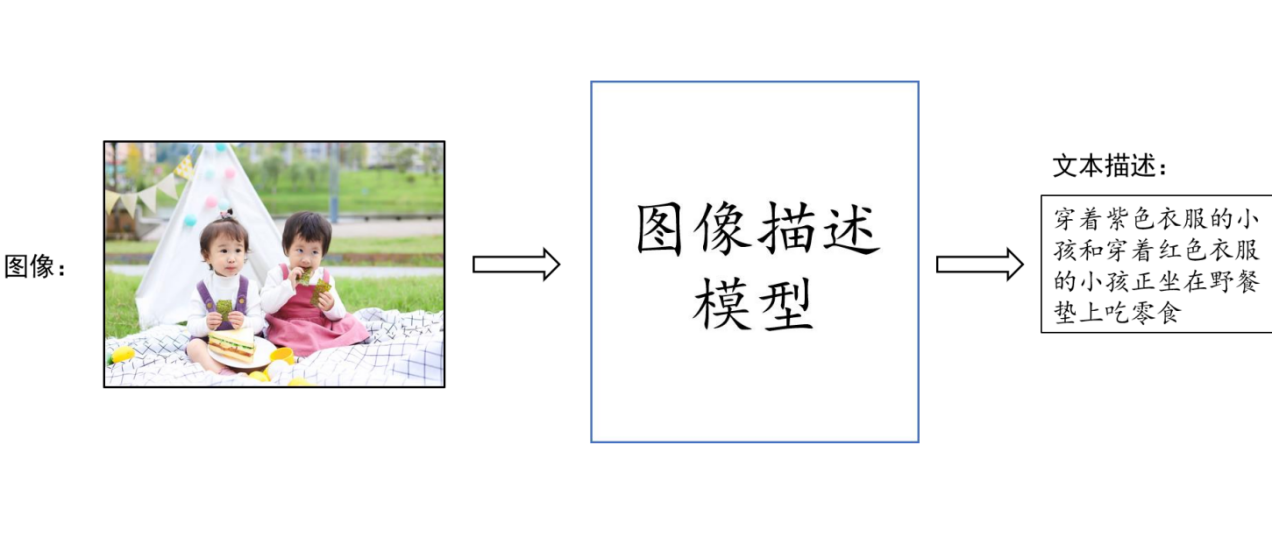 图像：
图像描述
模型
文本描述：
穿着紫色衣服的小
孩和穿着红色衣服
的小孩正坐在野餐
垫上吃零食